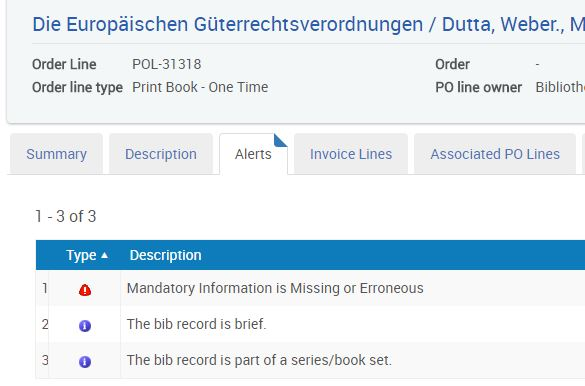 Die Europäischen Güterrechtsverordnungen / Dutta, Weber., M
Order Line POL-31318 Order -
Order line type Print Book - One Time PO line owner Bibliothe
Summary Description Alerts Invoice Lines Associated PO Lines
1 - 3 of 3
Type Description
1 Mandatory Information is Missing or Erroneous
2 The bib record is brief.
3 The bib record is part of a series/book set.